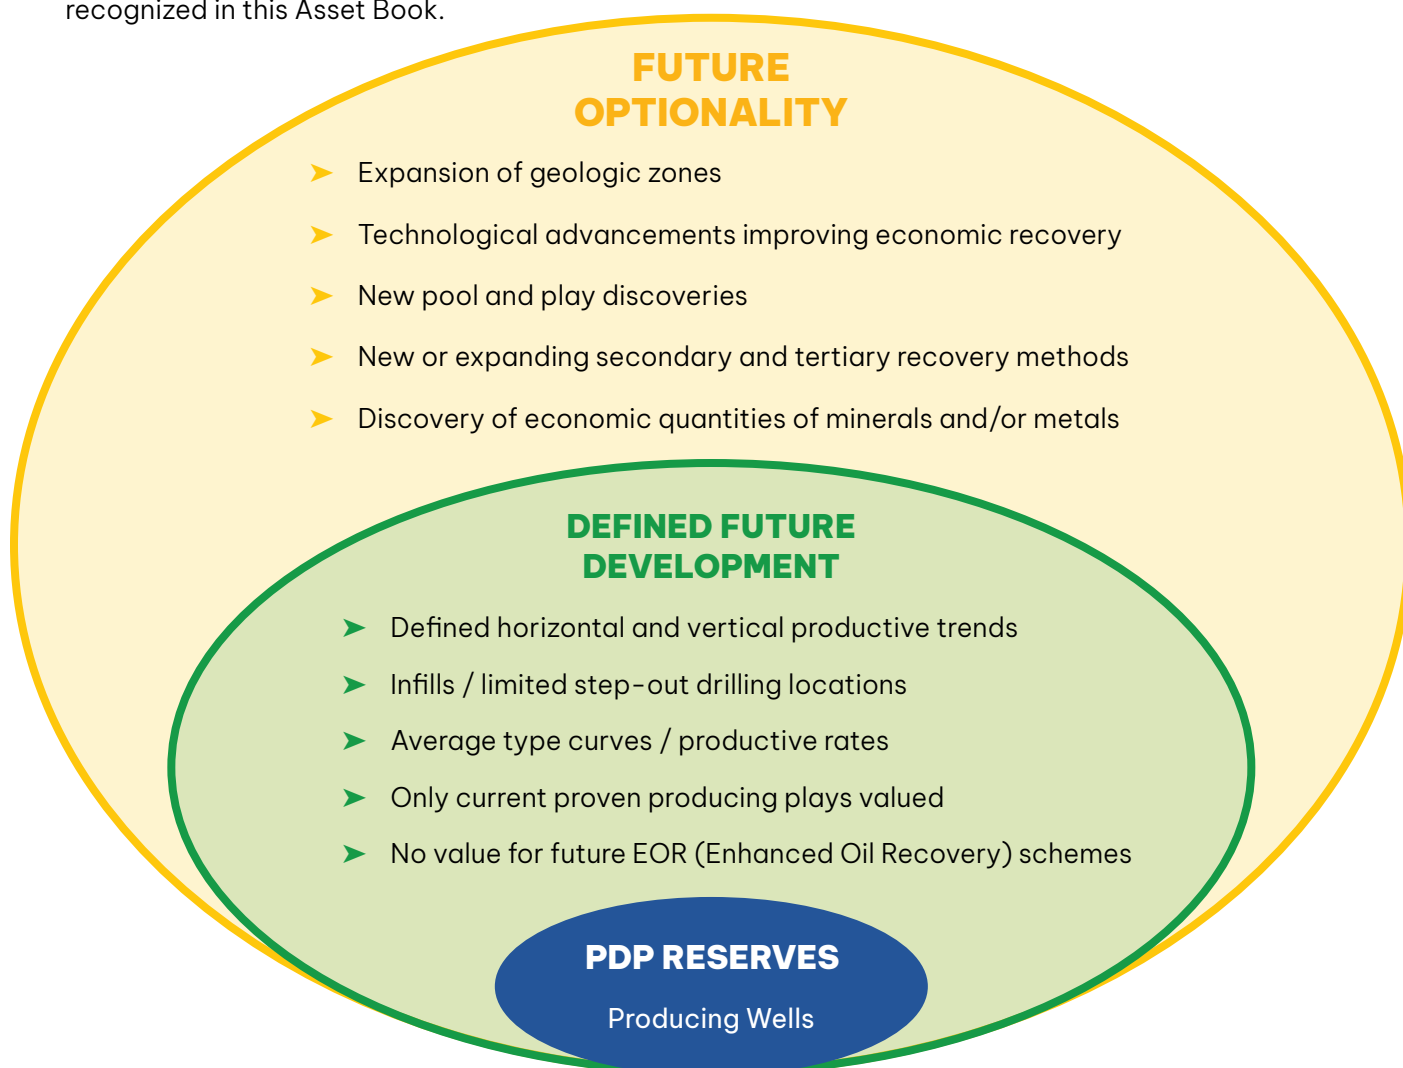 recognized in this Asset Book.
FUTURE
OPTIONALITY
➤ Expansion of geologic zones
➤ Technological advancements improving economic recovery
➤ New pool and play discoveries
➤ New or expanding secondary and tertiary recovery methods
➤ Discovery of economic quantities of minerals and/or metals
DEFINED FUTURE
DEVELOPMENT
➤ Defined horizontal and vertical productive trends
➤ Infills / limited step-out drilling locations
➤ Average type curves / productive rates
➤ Only current proven producing plays valued
➤ No value for future EOR (Enhanced Oil Recovery) schemes
PDP RESERVES
Producing Wells